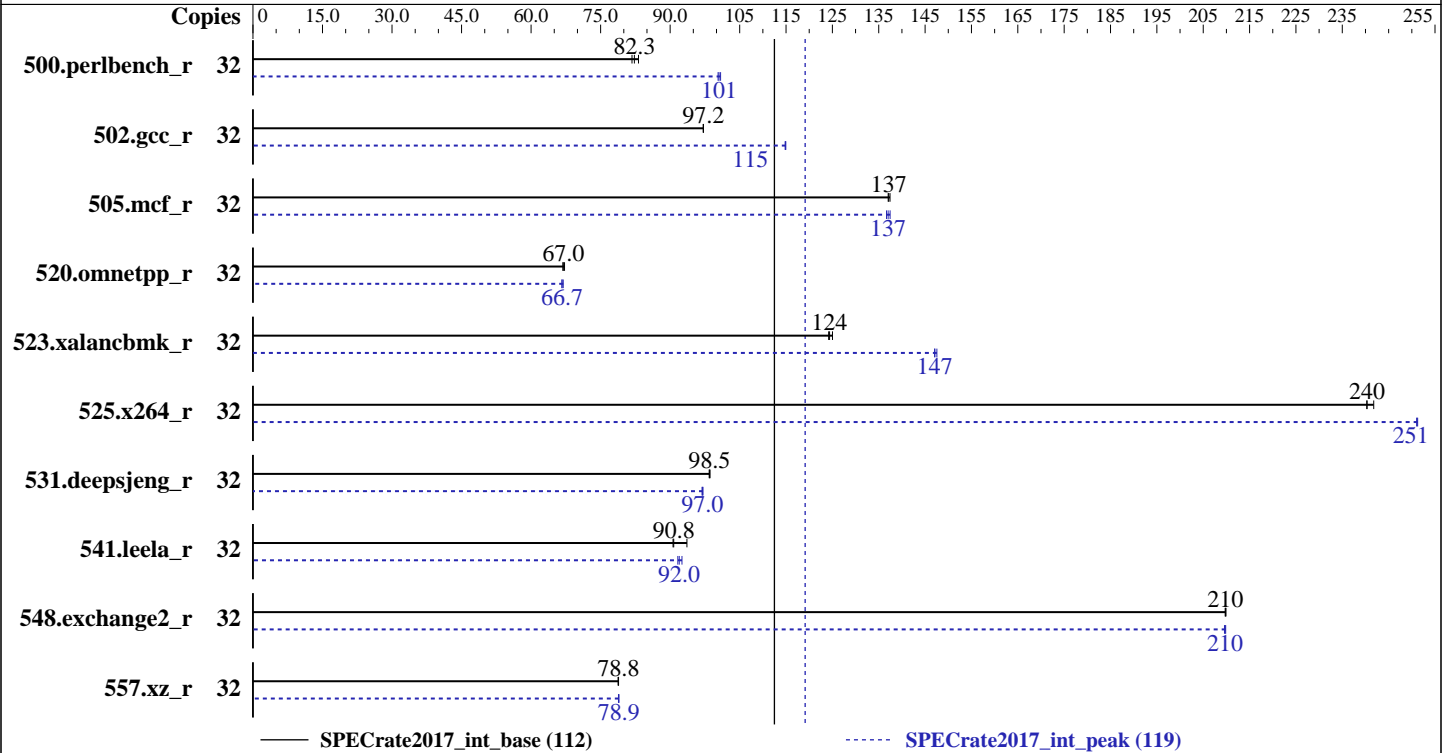 Copies 0 15.0 30.0 45.0 60.0 75.0 90.0 105 115 125 135 145 155 165 175 185 195 205 215 225 235 255
82.3
500.perlbench_r 32
101
97.2
502.gcc_r 32
115
137
505.mcf_r 32
137
67.0
520.omnetpp_r 32
66.7
124
523.xalancbmk_r 32
147
240
525.x264_r 32
251
98.5
531.deepsjeng_r 32
97.0
90.8
541.leela_r 32
92.0
210
548.exchange2_r 32
210
78.8
557.xz_r 32
78.9
SPECrate2017_int_base (112) SPECrate2017_int_peak (119)